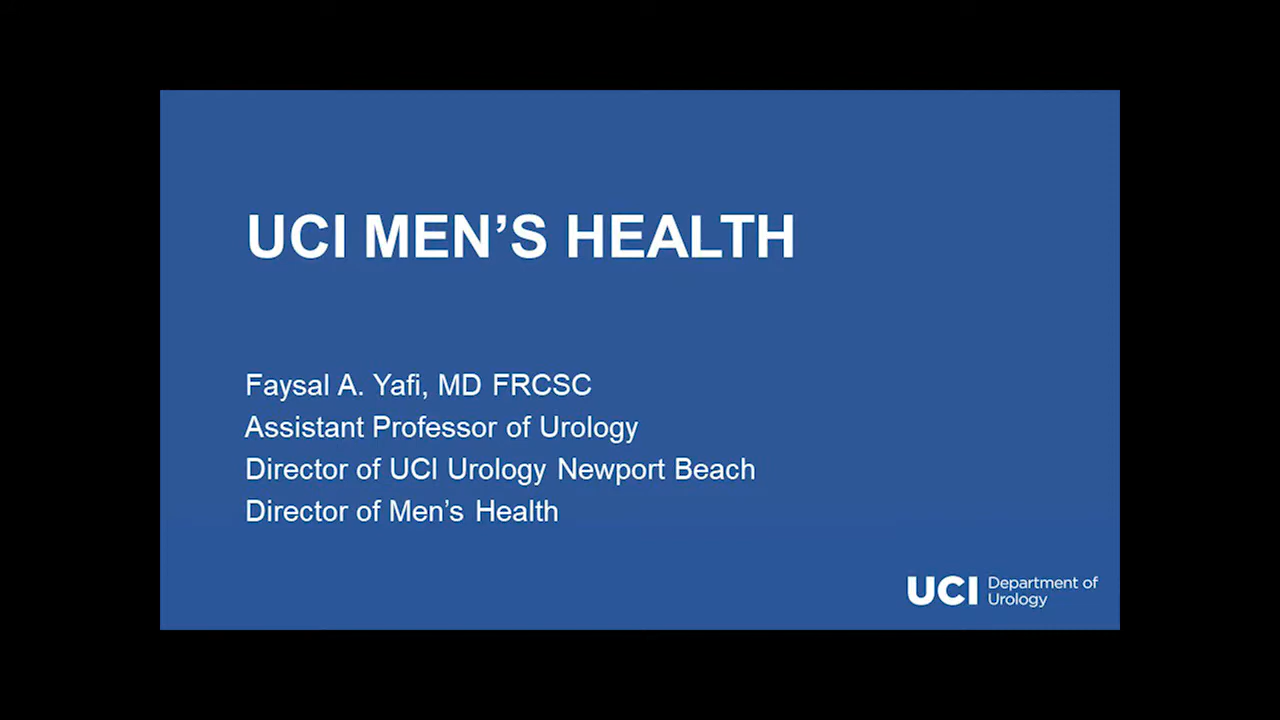 UCI MEN’S HEALTH
Faysal A. Yafi, MD FRCSC
Assistant Professor of Urology
Director of UCI Urology Newport Beach
Director of Men’s Health
UCI Department of
Urology